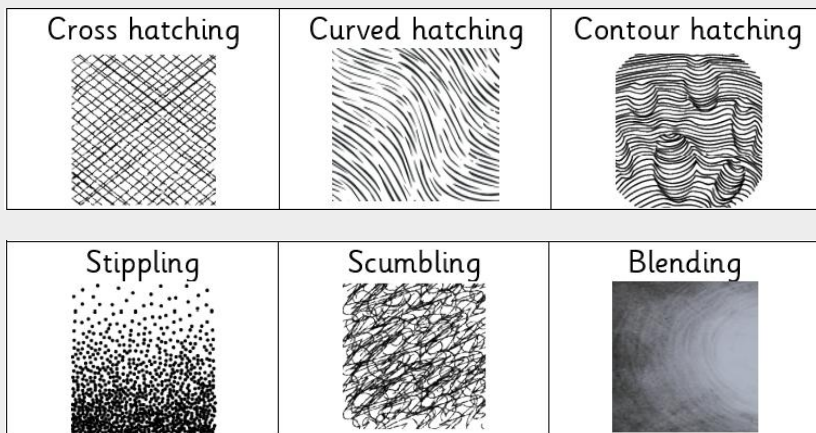 Cross hatching
Curved hatching
Contour hatching
Stippling
Scumbling
Blending